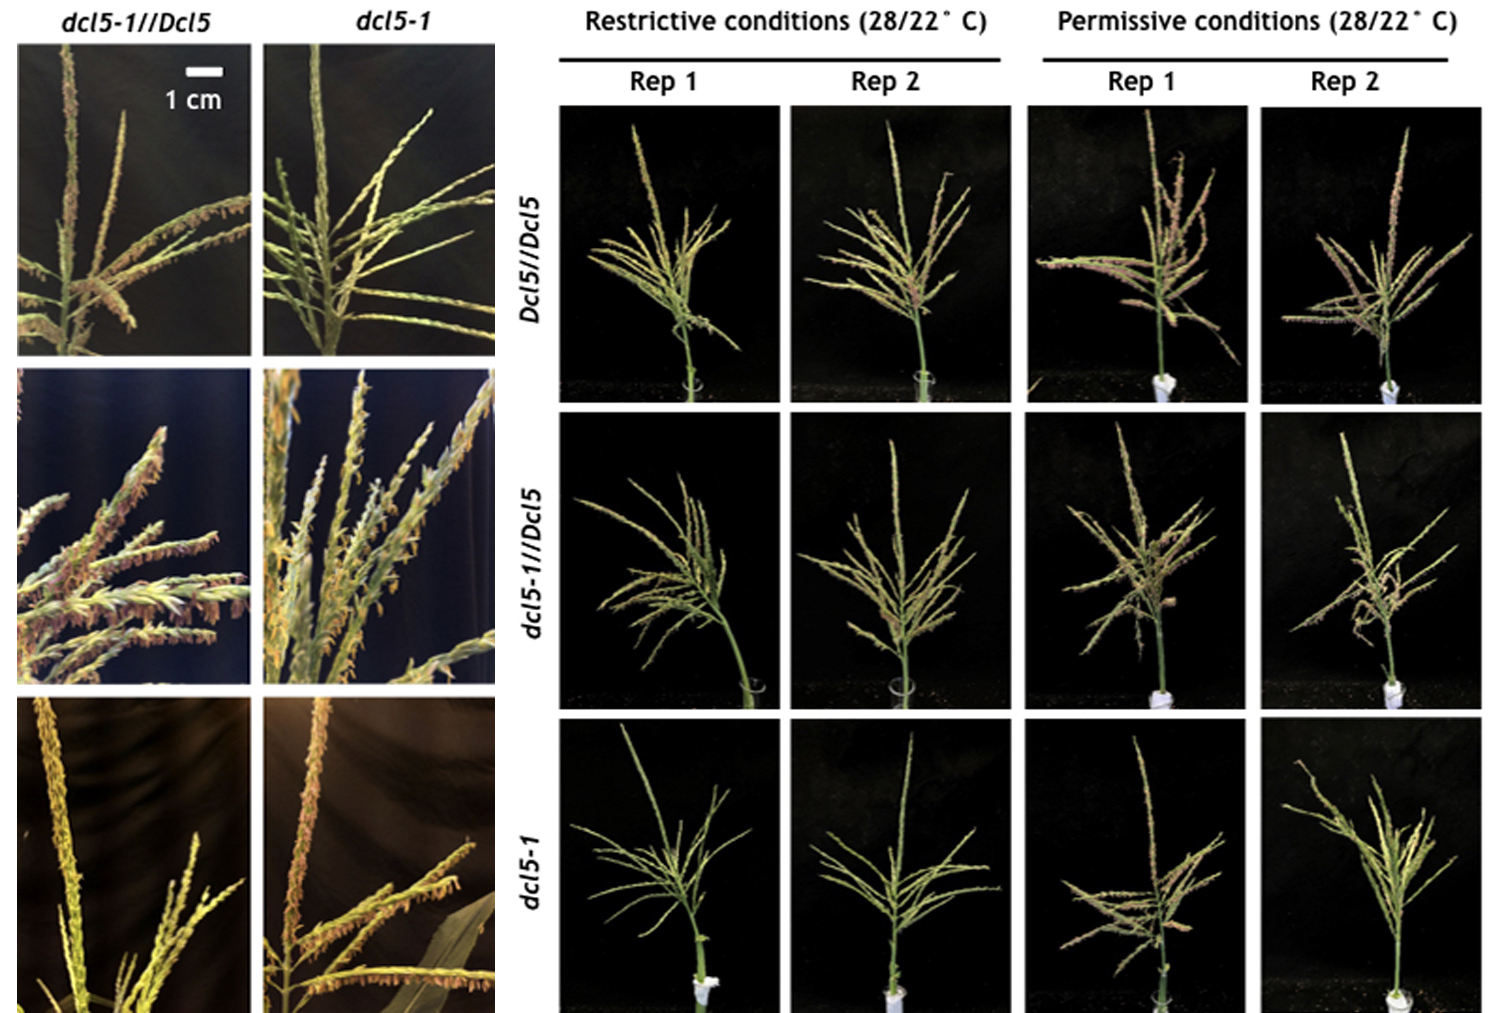 dcl5-1//Dcl5
dcl5-1
Restrictive conditions (28/22° C)
Permissive conditions (28/22° C)
Rep 1
Rep 2
Rep 1
Rep 2
1 cm
Dcl5//Dcl5
dcl5-1//Dcl5
dcl5-1